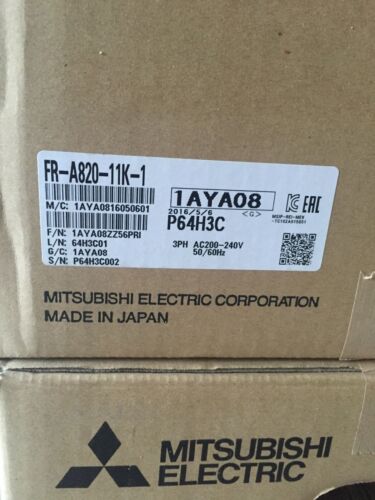 FR-A820-11K-1
M/C: 1AYA0816050601
1AYA08
2016/5/6 <G>
P64H3C
F/N: 1AYA08ZZ56PRI
L/N: 64H3C01
G/C: 1AYA08
S/N: P64H3C002
3PH AC200-240V
50/60Hz
EAC
MITSUBISHI ELECTRIC CORPORATION
MADE IN JAPAN
MITSUBISHI
ELECTRIC